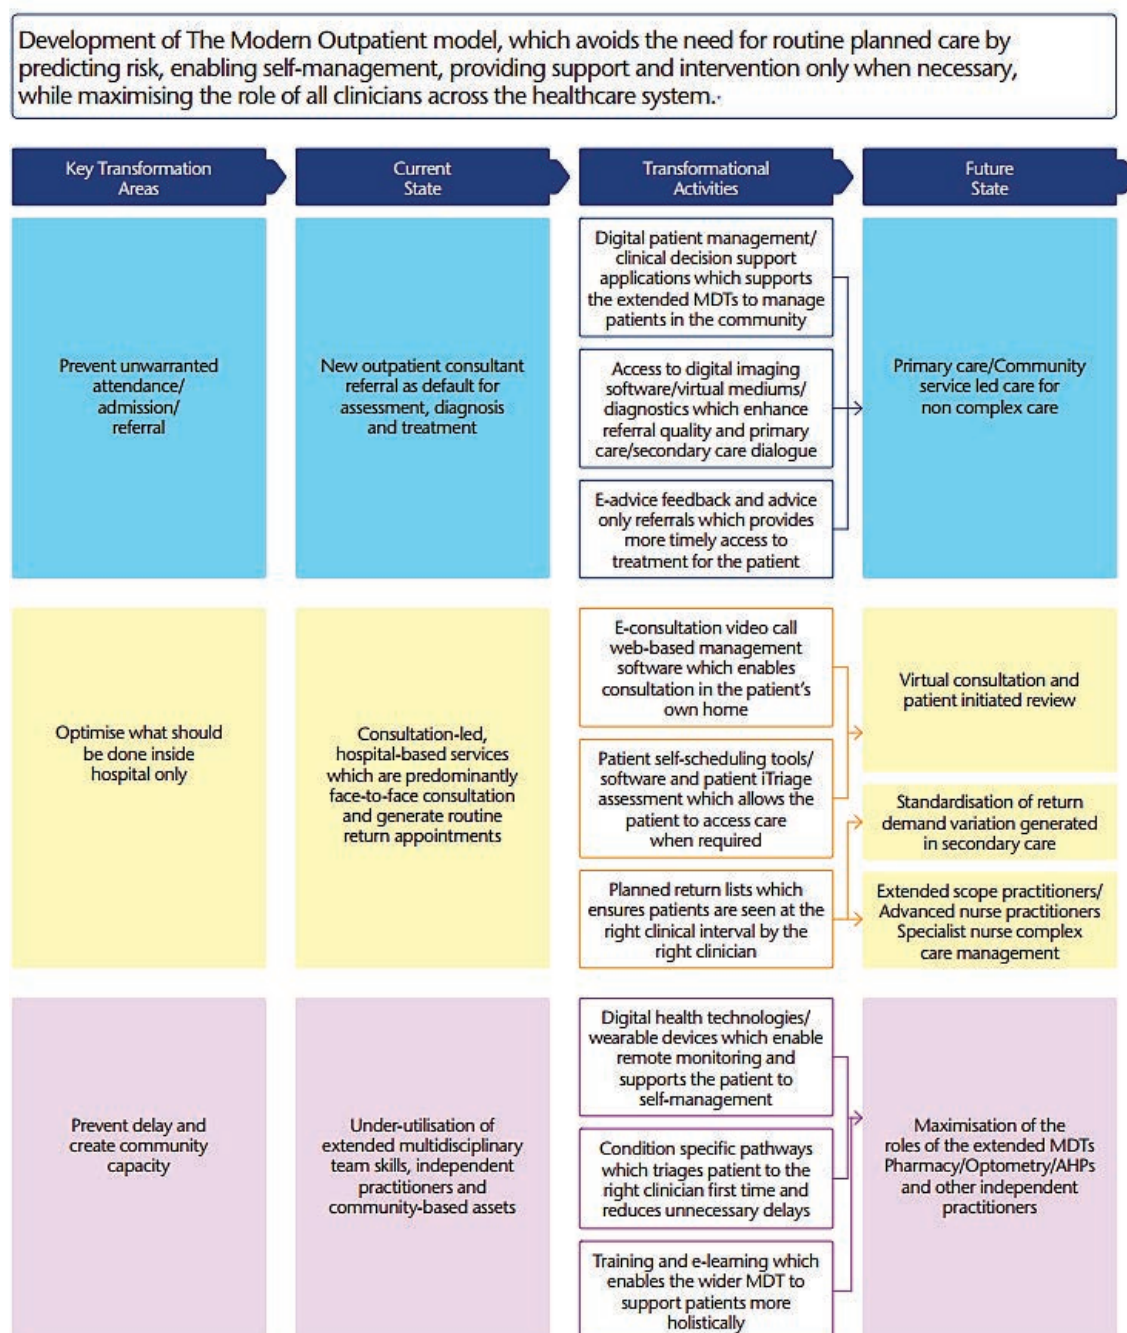 Development of The Modern Outpatient model, which avoids the need for routine planned care by
predicting risk, enabling self-management, providing support and intervention only when necessary,
while maximising the role of all clinicians across the healthcare system.
Key Transformation
Areas
Current
State
Transformational
Activities
Future
State
Prevent unwarranted
attendance/
admission/
referral
New outpatient consultant
referral as default for
assessment, diagnosis
and treatment
Digital patient management/
clinical decision support
applications which supports
the extended MDTs to manage
patients in the community
Access to digital imaging
software/virtual mediums/
diagnostics which enhance
referral quality and primary
care/secondary care dialogue
E-advice feedback and advice
only referrals which provides
more timely access to
treatment for the patient
Primary care/Community
service led care for
non complex care
Optimise what should
be done inside
hospital only
Consultation-led,
hospital-based services
which are predominantly
face-to-face consultation
and generate routine
return appointments
E-consultation video call
web-based management
software which enables
consultation in the patient's
own home
Patient self-scheduling tools/
software and patient iTriage
assessment which allows the
patient to access care
when required
Planned return lists which
ensures patients are seen at the
right clinical interval by the
right clinician
Virtual consultation and
patient initiated review
Standardisation of return
demand variation generated
in secondary care
Extended scope practitioners/
Advanced nurse practitioners
Specialist nurse complex
care management
Prevent delay and
create community
capacity
Under-utilisation of
extended multidisciplinary
team skills, independent
practitioners and
community-based assets
Digital health technologies/
wearable devices which enable
remote monitoring and
supports the patient to
self-management
Condition specific pathways
which triages patient to the
right clinician first time and
reduces unnecessary delays
Training and e-learning which
enables the wider MDT to
support patients more
holistically
Maximisation of the
roles of the extended MDTs
Pharmacy/Optometry/AHPs
and other independent
practitioners